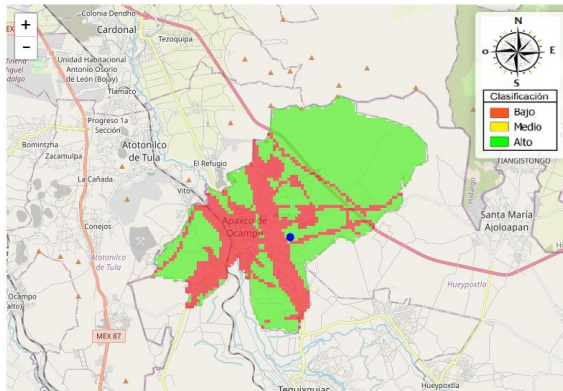 +
−
Colonia Dendho
Cardonal
Tezoquipa
Unidad Habitacional
Antonio Osorio
de León (Bojay)
Tlamaco
Progreso 1a
Sección
Bomintzha
Zacamulpa
Atotonilco
de Tula
El Refugio
La Cañada
Vito
Conejos
Apaxco de
Ocampo
Atotonilco
de Tula
Ocampo
MEX 87
Tequixquiac
Hueypoxtla
Hueypoxtla
Santa María
Ajoloapan
Hidalgo
TIANGISTONGO
N
O
E
S
Clasificación
Bajo
Medio
Alto